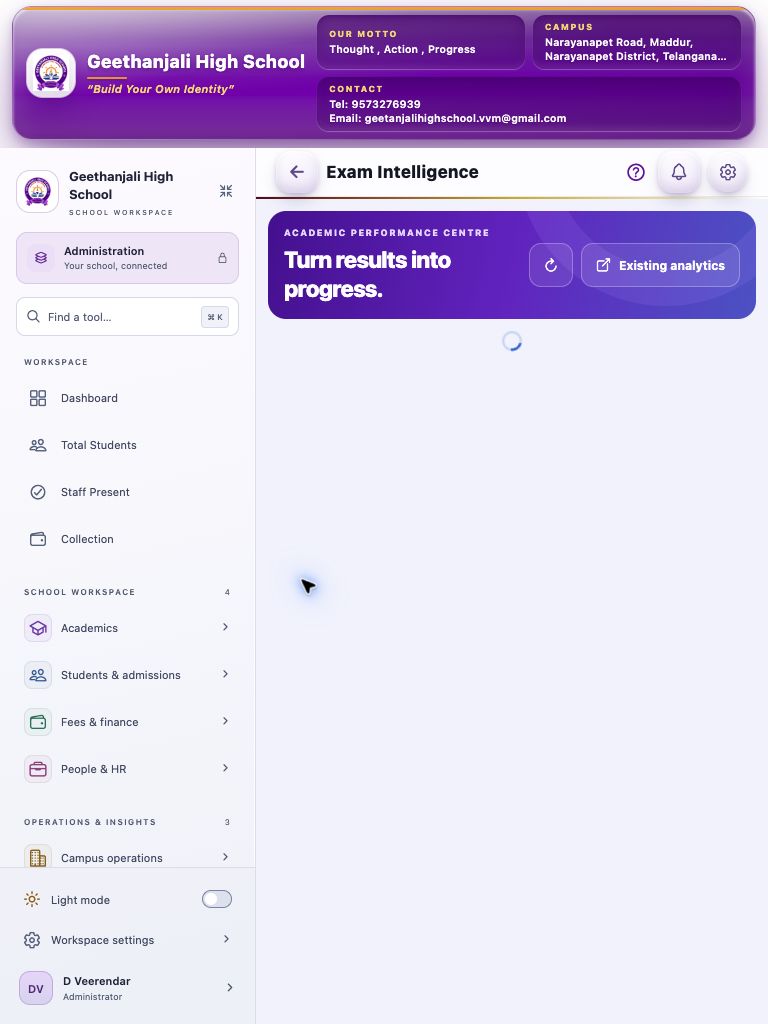 Geethanjali High School
"Build Your Own Identity"
OUR MOTTO
Thought , Action , Progress
CAMPUS
Narayanapet Road, Maddur,
Narayanapet District, Telangana...
CONTACT
Tel: 9573276939
Email: geetanjalihighschool.vvm@gmail.com
Geethanjali High
School
SCHOOL WORKSPACE
Administration
Your school, connected
Find a tool...
⌘ K
WORKSPACE
Dashboard
Total Students
Staff Present
Collection
SCHOOL WORKSPACE 4
Academics
Students & admissions
Fees & finance
People & HR
OPERATIONS & INSIGHTS 3
Campus operations
Light mode
Workspace settings
DV
D Veerendar
Administrator
Exam Intelligence
ACADEMIC PERFORMANCE CENTRE
Turn results into
progress.
Existing analytics